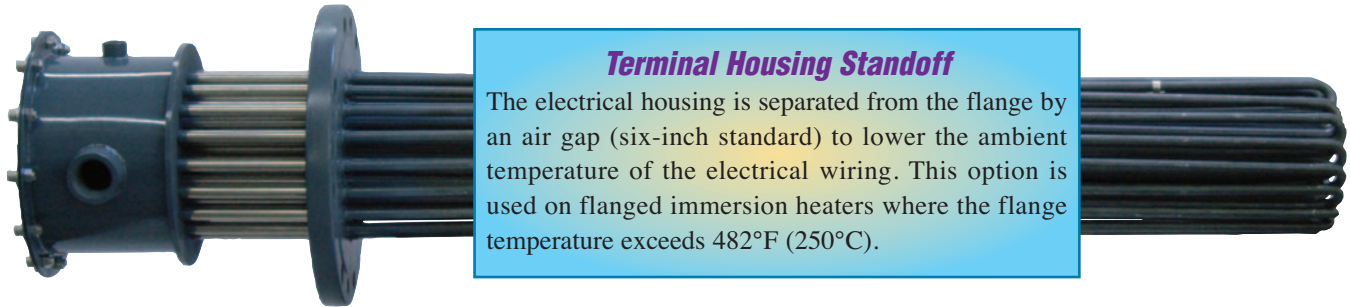 Terminal Housing Standoff
The electrical housing is separated from the flange by
an air gap (six-inch standard) to lower the ambient
temperature of the electrical wiring. This option is
used on flanged immersion heaters where the flange
temperature exceeds 482°F (250°C).